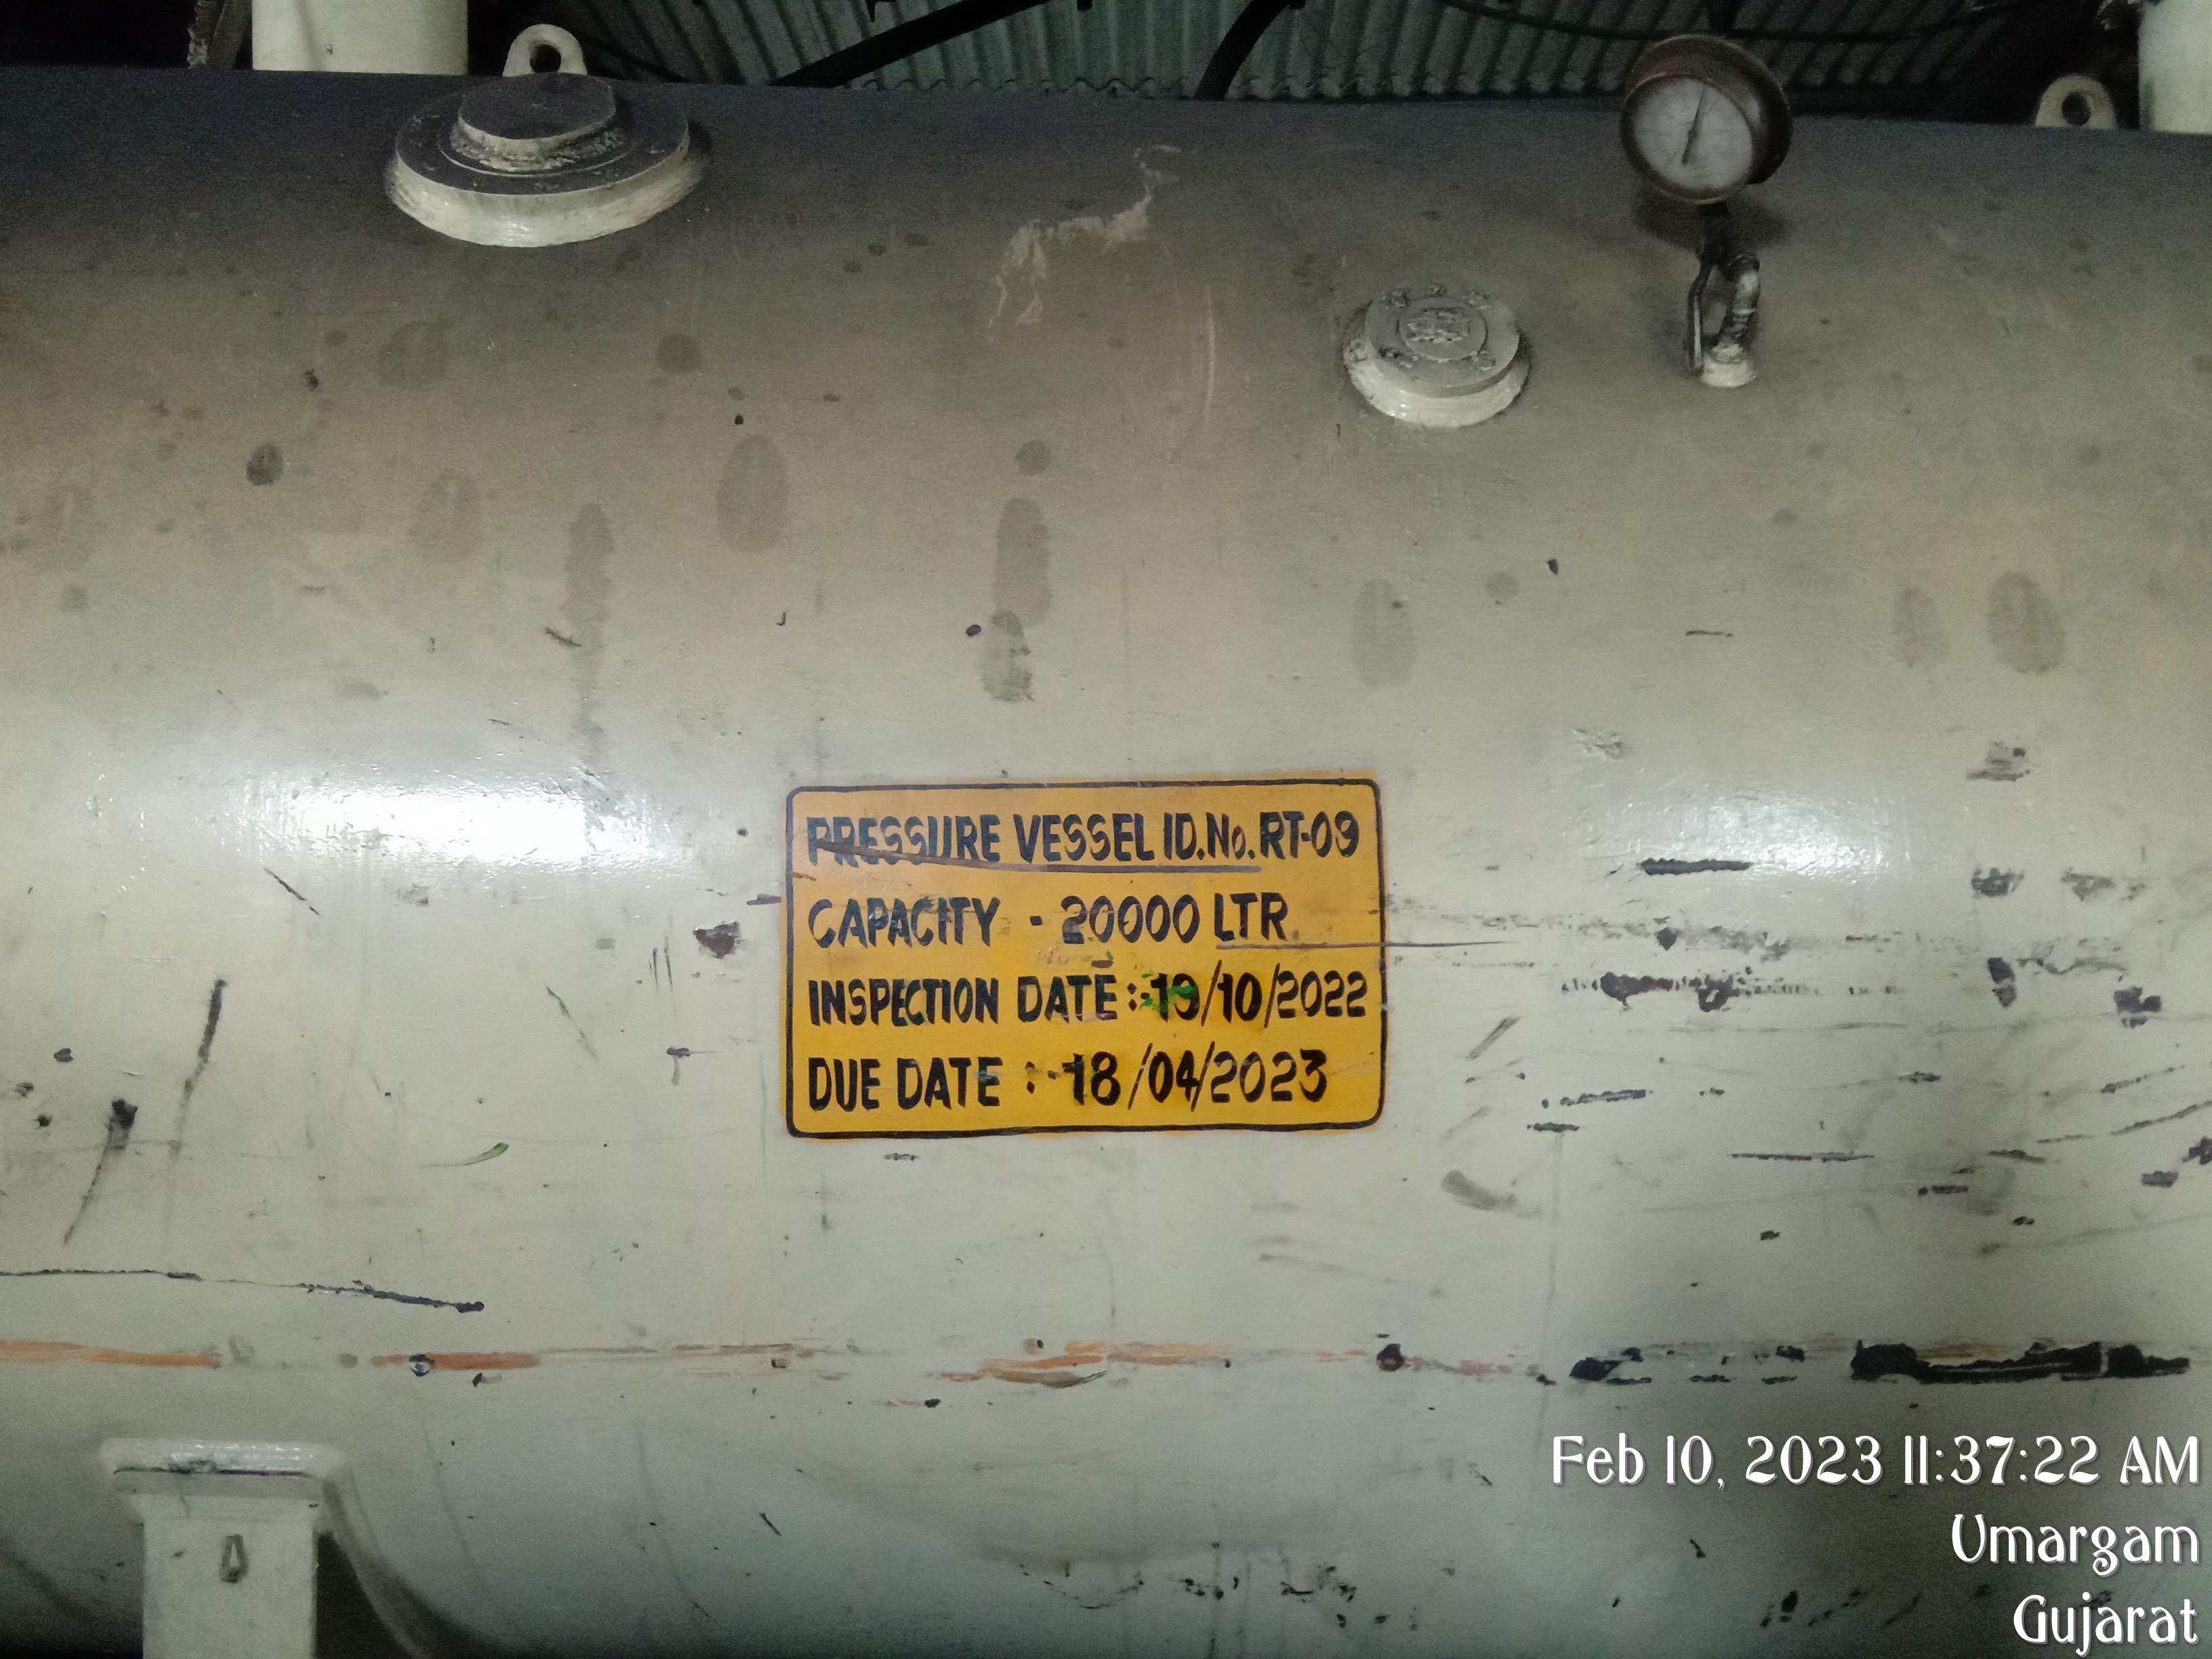 PRESSURE VESSEL ID.No. RT-09
CAPACITY - 20000 LTR.
INSPECTION DATE :-19/10/2022
DUE DATE :-18/04/2023
Feb 10, 2023 11:37:22 AM
Umargam
Gujarat